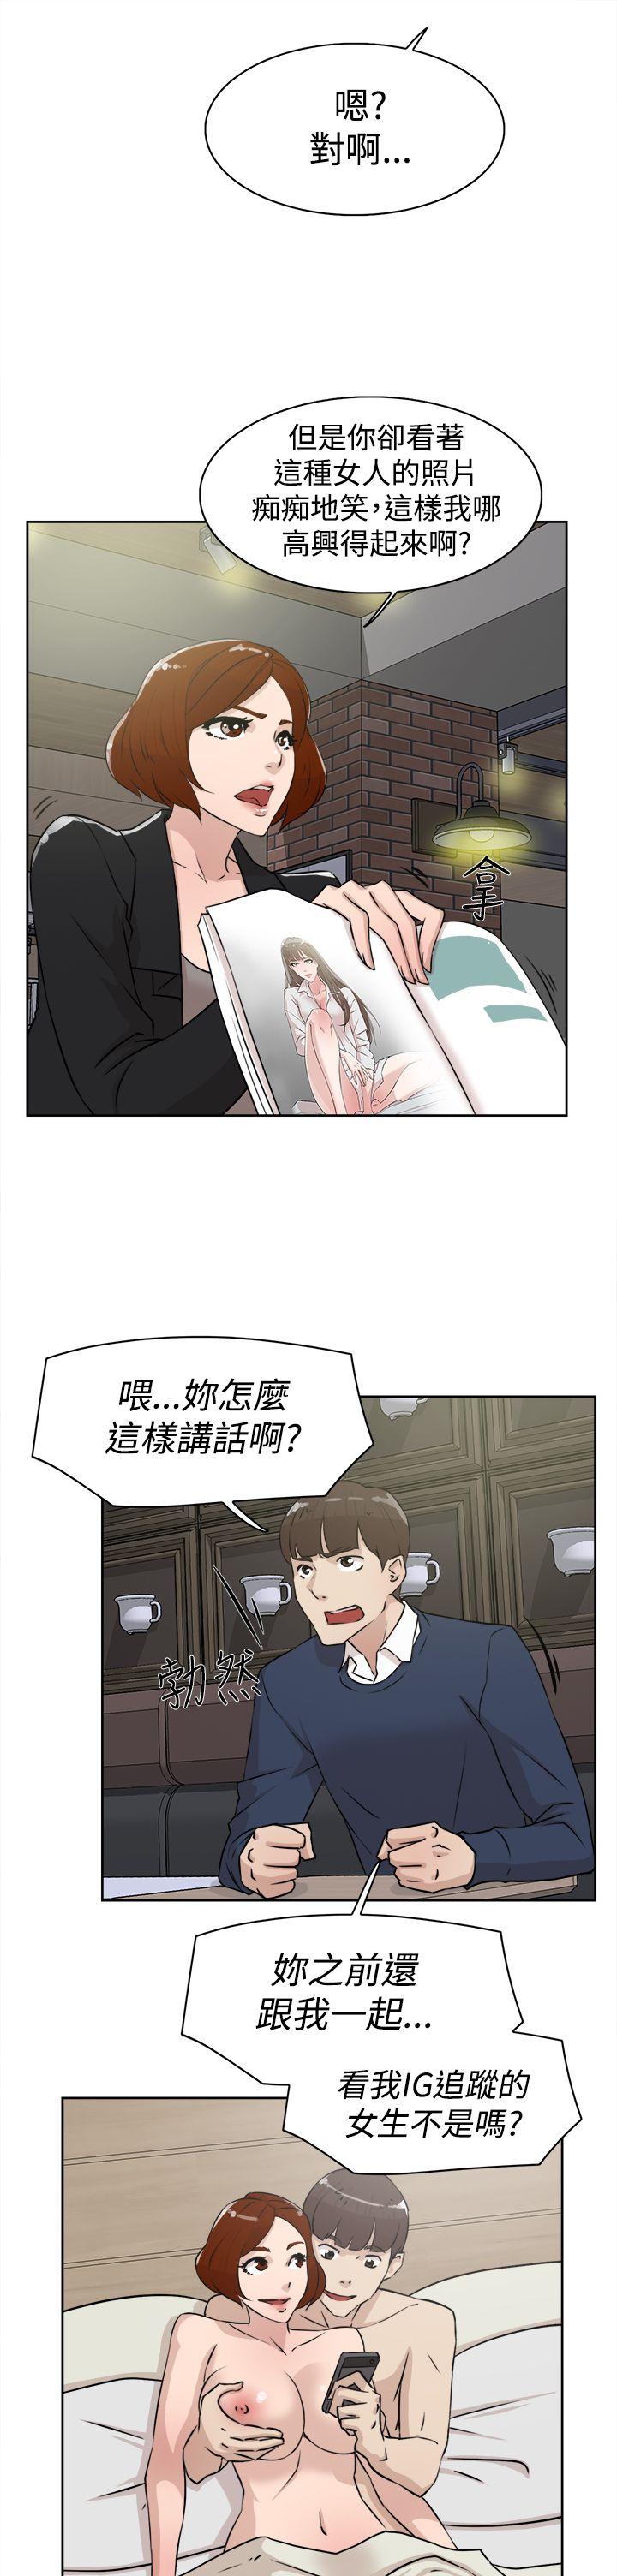 嗯?
對啊...
但是你卻看著
這種女人的照片
痴痴地笑，這樣我哪
高興得起來啊?
拿
喂...妳怎麼
這樣講話啊?
勃然
妳之前還
跟我一起...
看我IG追蹤的
女生不是嗎?